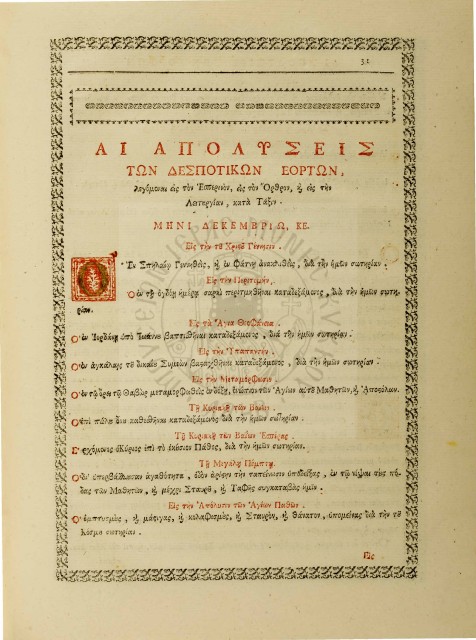 31
ΑΙ ΑΠΟΛΥΣΕΙΣ
ΤΩΝ ΔΕΣΠΟΤΙΚΩΝ ΕΟΡΤΩΝ,
λεγόμεναι εἰς τὸν Ἑσπερινὸν, εἰς τὸν Ὄρθρον, ἢ εἰς τὴν
Λειτουργίαν, κατὰ Τάξιν.
ΜΗΝΙ ΔΕΚΕΜΒΡΙΩ, ΚΕ.
Εἰς τὴν τοῦ Χριστοῦ Γέννησιν.
Ὁ Ἐν Σπηλαίῳ Γεννηθεὶς, καὶ ἐν Φάτνῃ ἀνακλιθεὶς, διὰ τὴν ἡμῶν σωτηρίαν.
Εἰς τὴν Περιτομήν.
Ὁ ἐν τῇ ὀγδόῃ ἡμέρᾳ σαρκὶ περιτμηθῆναι καταδεξάμενος, διὰ τὴν ἡμῶν σωτη-
ρίαν.
Εἰς τὰ Ἅγια Θεοφάνεια.
Ὁ ἐν Ἰορδάνῃ ὑπὸ Ἰωάννου βαπτισθῆναι καταδεξάμενος, διὰ τὴν ἡμῶν σωτηρίαν.
Εἰς τὴν Ὑπαπαντήν.
Ὁ ἐν ἀγκάλαις τοῦ δικαίου Συμεὼν βασταχθῆναι καταδεξάμενος, διὰ τὴν ἡμῶν σωτηρίαν.
Εἰς τὴν Μεταμόρφωσιν.
Ὁ ἐν τῷ ὄρει τῷ Θαβὼρ μεταμορφωθεὶς ἐν δόξῃ, ἐνώπιον τῶν Ἁγίων αὐτοῦ Μαθητῶν, καὶ Ἀποστόλων.
Τῇ Κυριακῇ τῶν Βαΐων.
Ὁ ἐπὶ πώλου ὄνου καθεσθῆναι καταδεξάμενος διὰ τὴν ἡμῶν σωτηρίαν.
Τῇ Κυριακῇ τῶν Βαΐων Ἑσπέρας.
Ἐρχόμενος ὁ Κύριος ἐπὶ τὸ ἑκούσιον Πάθος, διὰ τὴν ἡμῶν σωτηρίαν.
Τῇ Μεγάλῃ Πέμπτῃ.
Ὁ δι' ὑπερβάλλουσαν ἀγαθότητα, ὁδὸν ἀρίστην τὴν ταπείνωσιν ὑποδείξας, ἐν τῷ νίψαι τοὺς πό-
δας τῶν Μαθητῶν, καὶ μέχρι Σταυροῦ, καὶ Ταφῆς συγκαταβὰς ἡμῖν.
Εἰς τὴν Ἀπόλυσιν τῶν Ἁγίων Παθῶν.
Ὁ ἐμπτυσμοὺς, καὶ μάστιγας, καὶ κολαφισμοὺς, καὶ Σταυρὸν, καὶ Θάνατον, ὑπομείνας διὰ τὴν τοῦ
κόσμου σωτηρίαν.
Εἰς